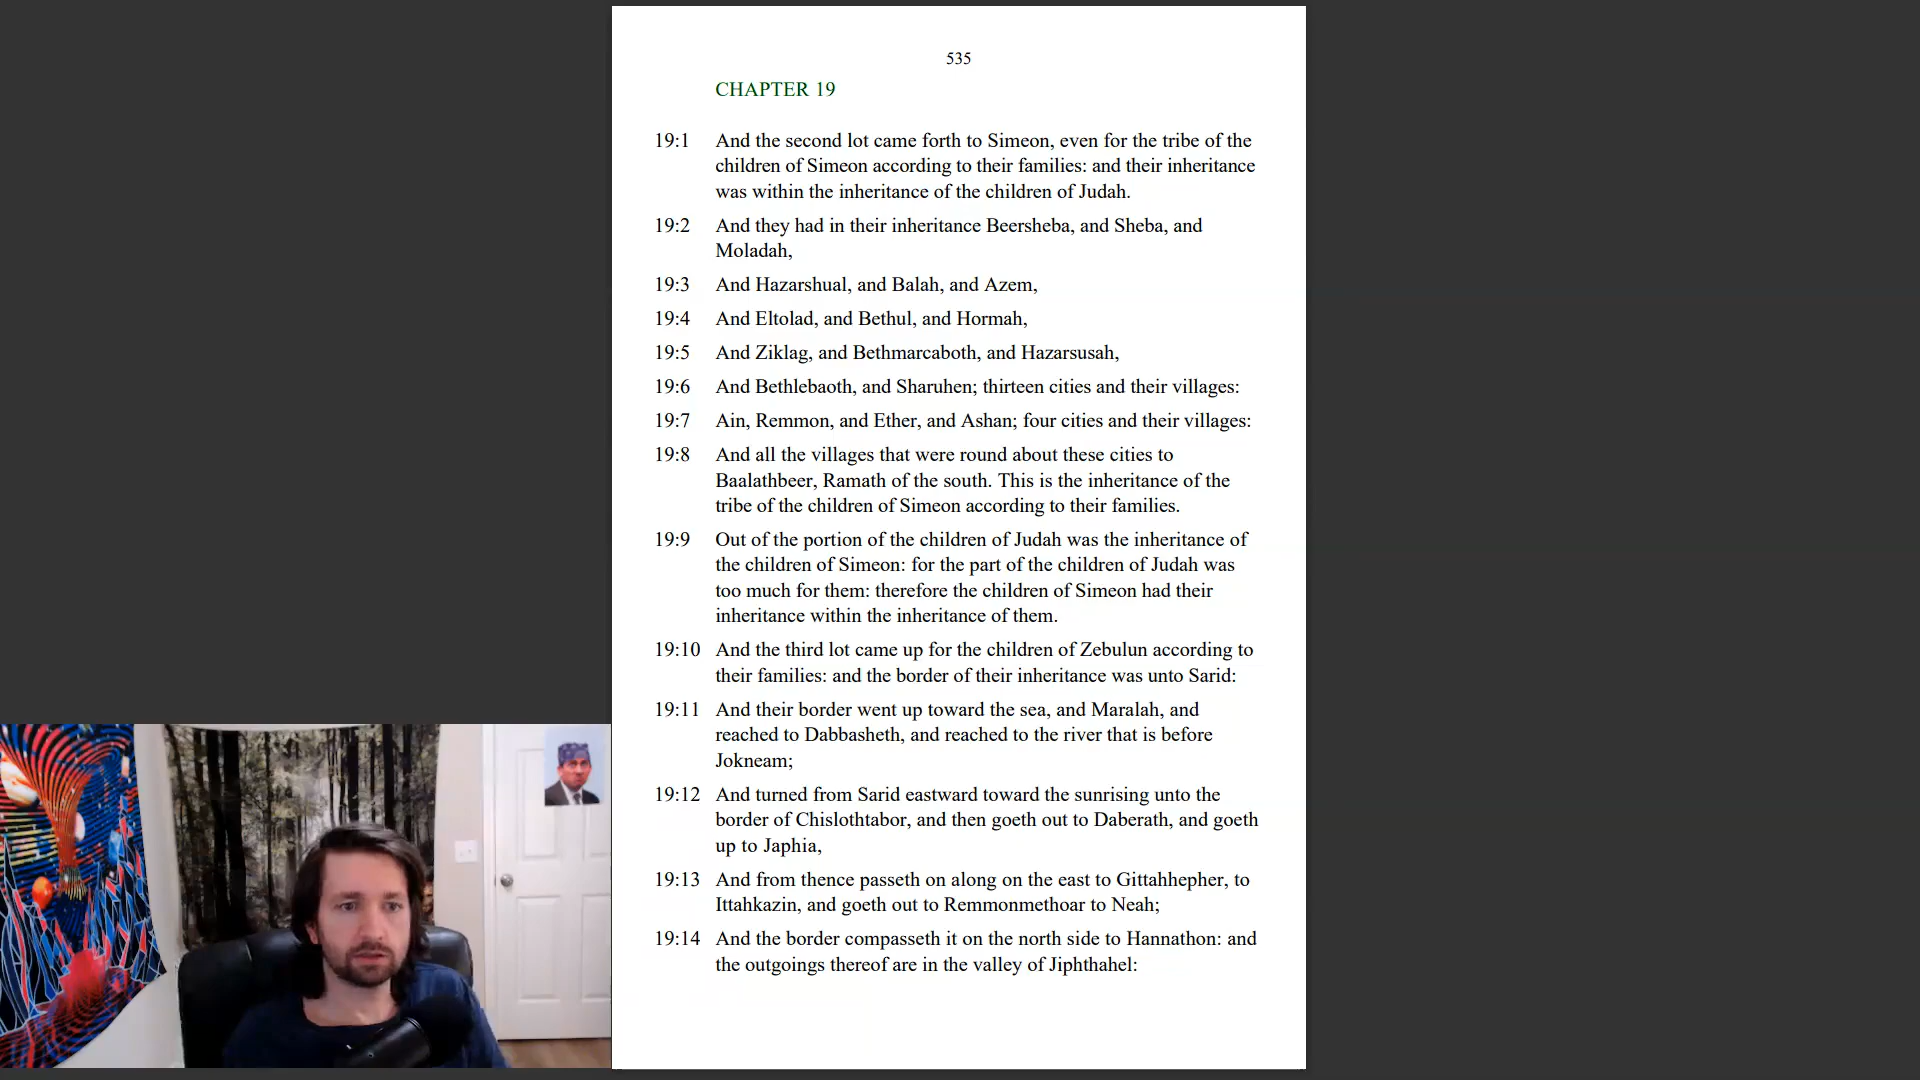 535
CHAPTER 19
19:1 And the second lot came forth to Simeon, even for the tribe of the
children of Simeon according to their families: and their inheritance
was within the inheritance of the children of Judah.
19:2 And they had in their inheritance Beersheba, and Sheba, and
Moladah,
19:3 And Hazarshual, and Balah, and Azem,
19:4 And Eltolad, and Bethul, and Hormah,
19:5 And Ziklag, and Bethmarcaboth, and Hazarsusah,
19:6 And Bethlebaoth, and Sharuhen; thirteen cities and their villages:
19:7 Ain, Remmon, and Ether, and Ashan; four cities and their villages:
19:8 And all the villages that were round about these cities to
Baalathbeer, Ramath of the south. This is the inheritance of the
tribe of the children of Simeon according to their families.
19:9 Out of the portion of the children of Judah was the inheritance of
the children of Simeon: for the part of the children of Judah was
too much for them: therefore the children of Simeon had their
inheritance within the inheritance of them.
19:10 And the third lot came up for the children of Zebulun according to
their families: and the border of their inheritance was unto Sarid:
19:11 And their border went up toward the sea, and Maralah, and
reached to Dabbasheth, and reached to the river that is before
Jokneam;
19:12 And turned from Sarid eastward toward the sunrising unto the
border of Chislothtabor, and then goeth out to Daberath, and goeth
up to Japhia,
19:13 And from thence passeth on along on the east to Gittahhepher, to
Ittahkazin, and goeth out to Remmonmethoar to Neah;
19:14 And the border compasseth it on the north side to Hannathon: and
the outgoings thereof are in the valley of Jiphthahel: